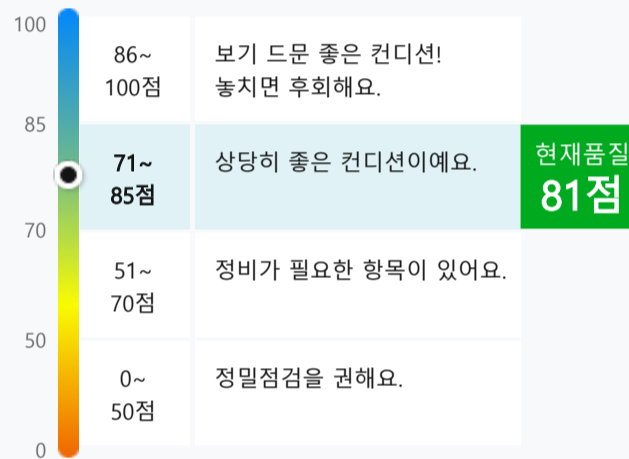 100
86~
100점
보기 드문 좋은 컨디션!
놓치면 후회해요.
85
71~
85점
상당히 좋은 컨디션이예요.
현재품질
81점
70
51~
70점
정비가 필요한 항목이 있어요.
50
0~
50점
정밀점검을 권해요.
0